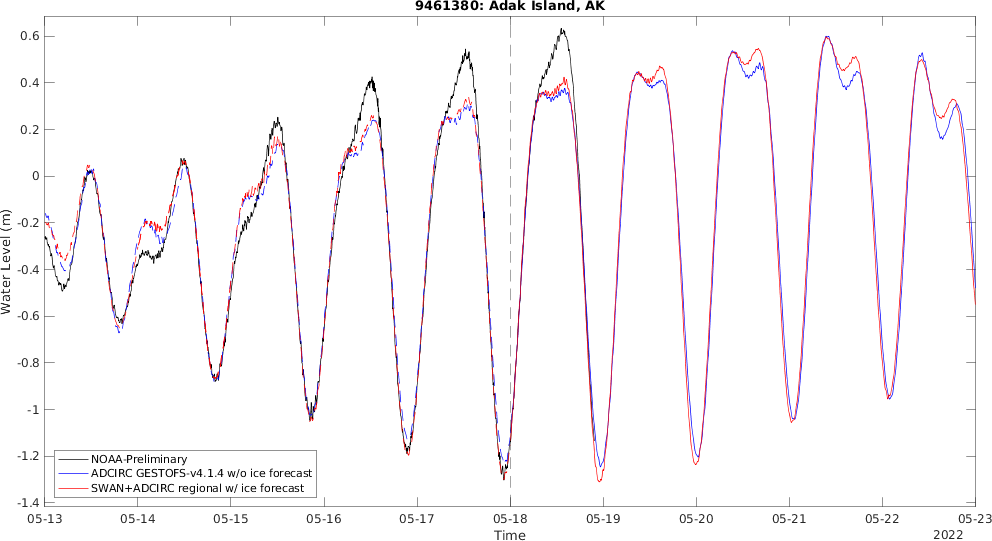 9461380: Adak Island, AK
0.6
0.4
0.2
0
-0.2
-0.4
-0.6
-0.8
-1
-1.2
-1.4
Water Level (m)
NOAA-Preliminary
ADCIRC GESTOFS-v4.1.4 w/o ice forecast
SWAN+ADCIRC regional w/ ice forecast
05-13 05-14 05-15 05-16 05-17 05-18 05-19 05-20 05-21 05-22 05-23
Time
2022